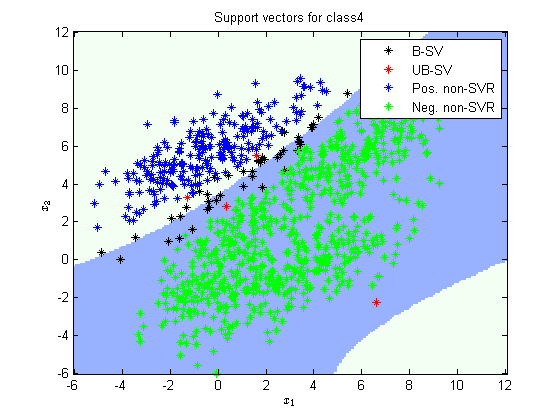 Support vectors for class4
B-SV
UB-SV
Pos. non-SVR
Neg. non-SVR
12
10
8
6
4
2
0
-2
-4
-6
x₂
-6 -4 -2 0 2 4 6 8 10 12
x₁